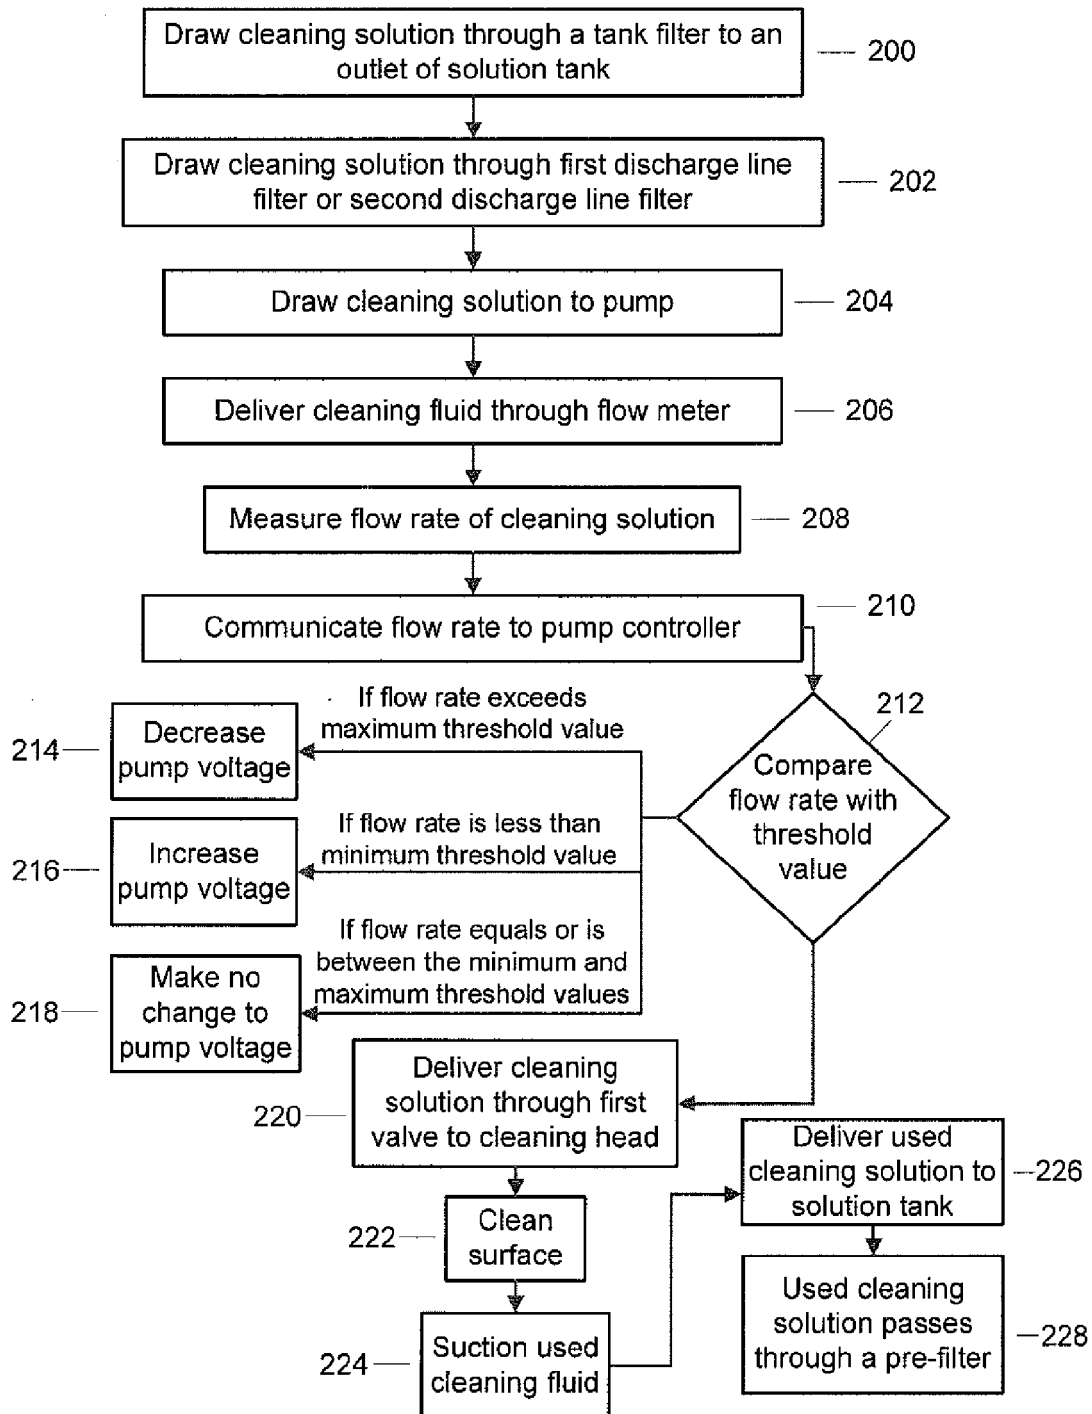 Draw cleaning solution through a tank filter to an
outlet of solution tank
200
Draw cleaning solution through first discharge line
filter or second discharge line filter
202
Draw cleaning solution to pump
204
Deliver cleaning fluid through flow meter
206
Measure flow rate of cleaning solution
208
Communicate flow rate to pump controller
210
212
Compare
flow rate with
threshold
value
If flow rate exceeds
maximum threshold value
214
Decrease
pump voltage
If flow rate is less than
minimum threshold value
216
Increase
pump voltage
If flow rate equals or is
between the minimum and
maximum threshold values
218
Make no
change to
pump voltage
220
Deliver cleaning
solution through first
valve to cleaning head
222
Clean
surface
224
Suction used
cleaning fluid
Deliver used
cleaning solution to
solution tank
226
Used cleaning
solution passes
through a pre-filter
228